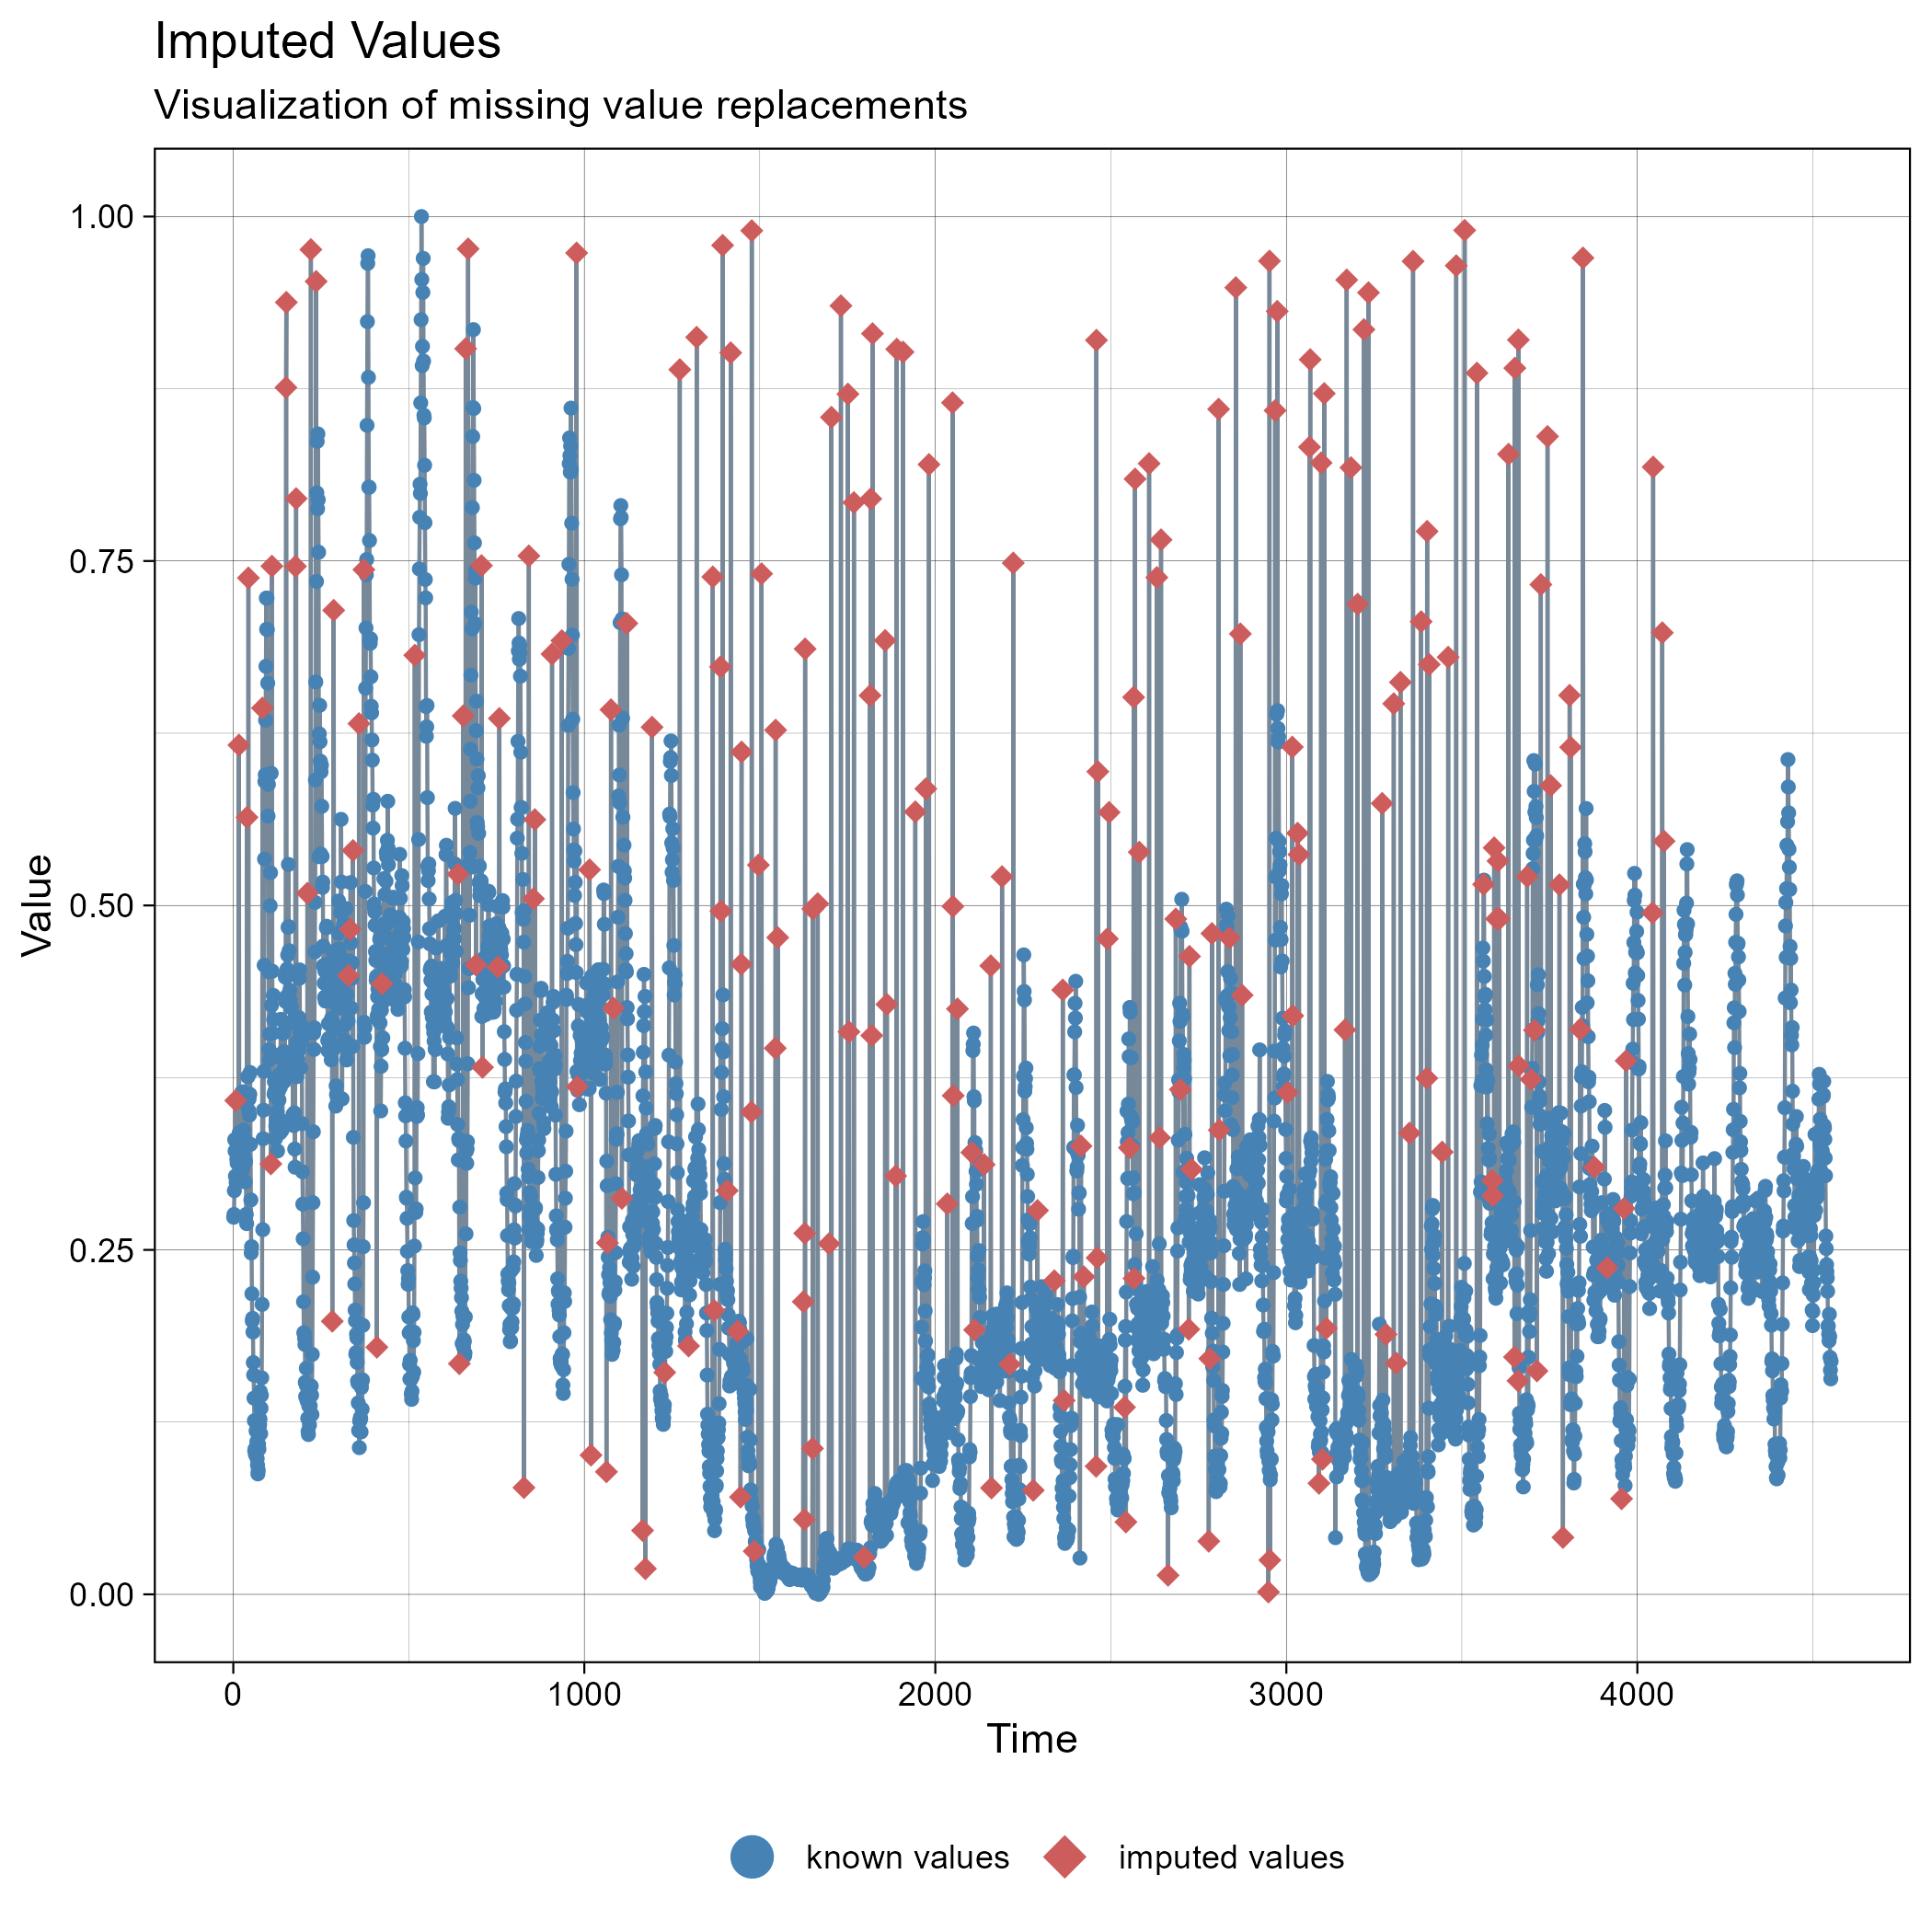 Imputed Values
Visualization of missing value replacements
1.00
0.75
0.50
0.25
0.00
Value
0 1000 2000 3000 4000
Time
known values imputed values